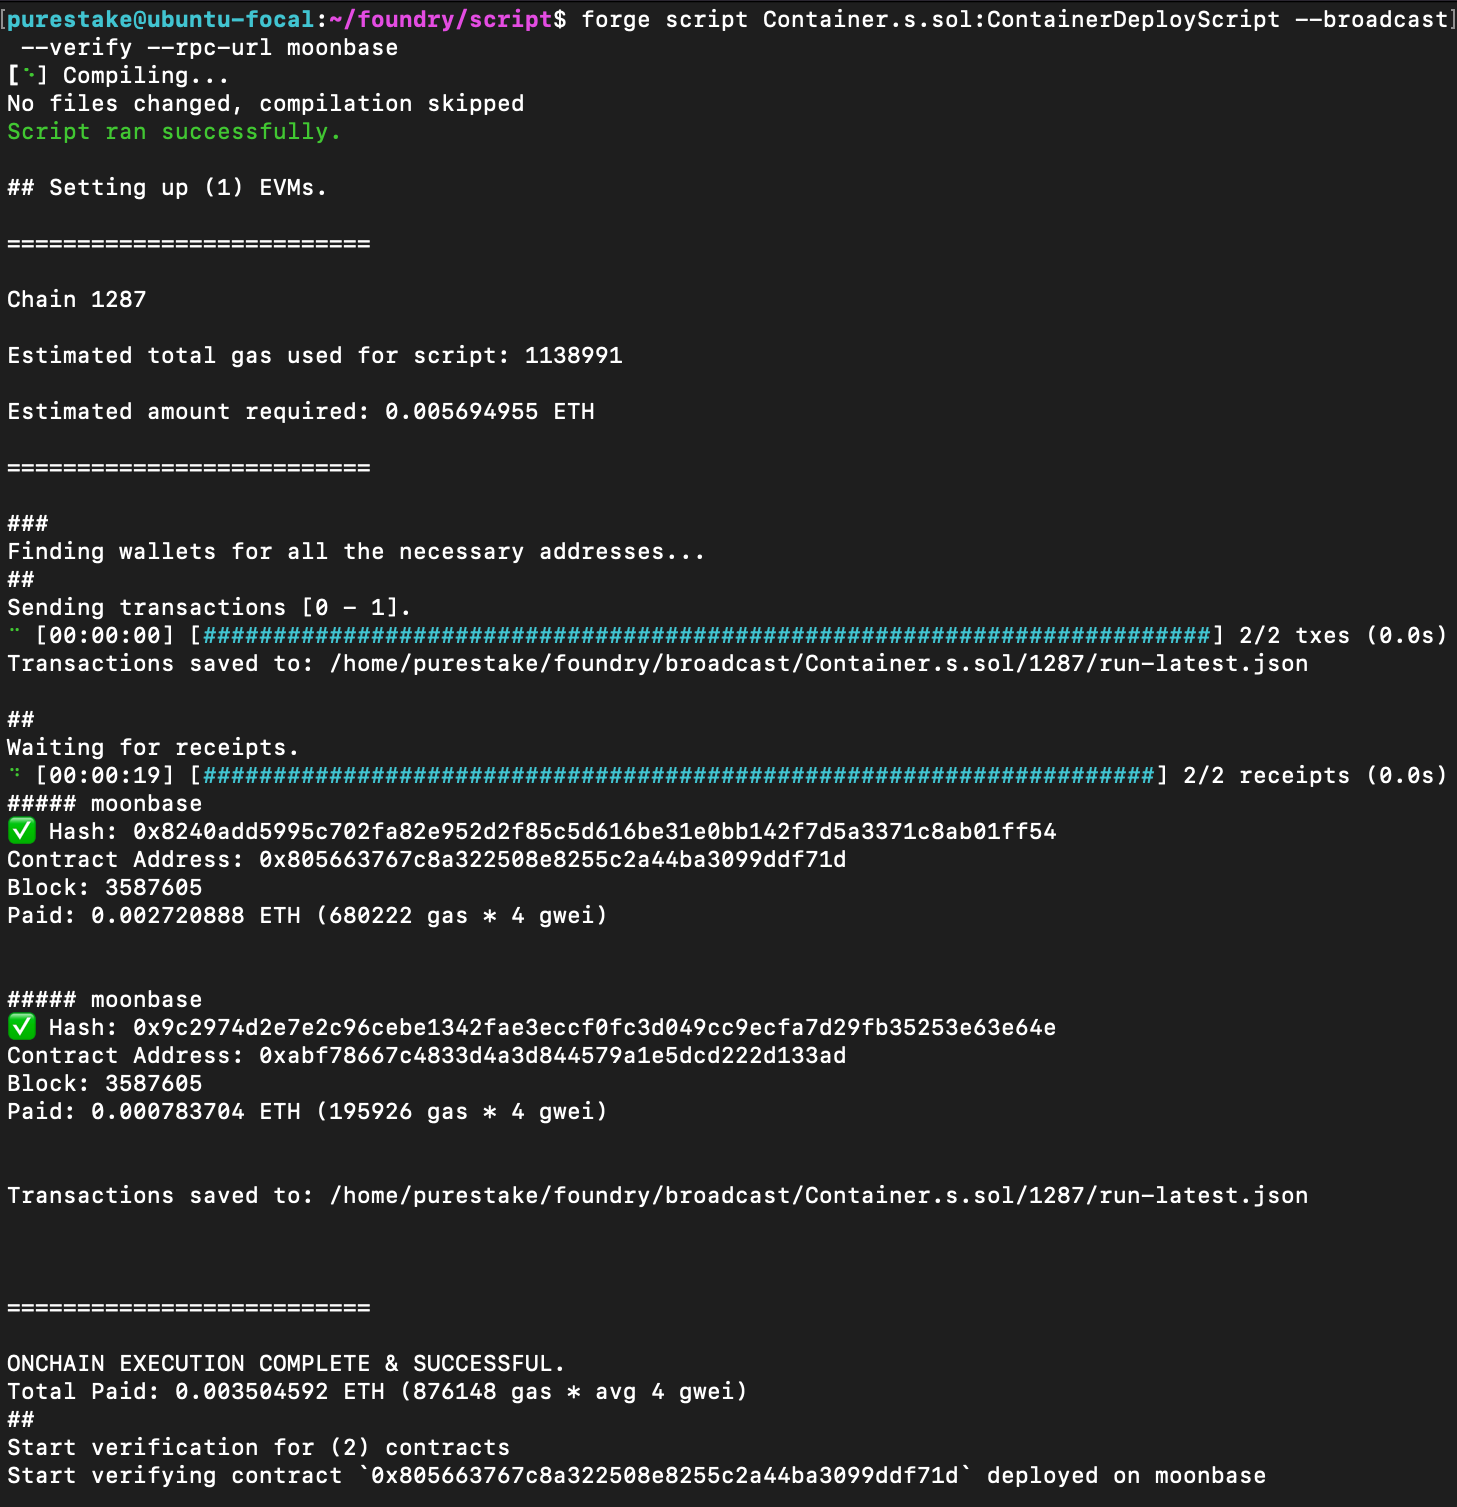 [purestake@ubuntu-focal:~/foundry/script$ forge script Container.s.sol:ContainerDeployScript --broadcast]
--verify --rpc-url moonbase
[⠑] Compiling...
No files changed, compilation skipped
Script ran successfully.
## Setting up (1) EVMs.
==========================
Chain 1287
Estimated total gas used for script: 1138991
Estimated amount required: 0.005694955 ETH
==========================
###
Finding wallets for all the necessary addresses...
##
Sending transactions [0 - 1].
⠉ [00:00:00] [########################################################################] 2/2 txes (0.0s)
Transactions saved to: /home/purestake/foundry/broadcast/Container.s.sol/1287/run-latest.json
##
Waiting for receipts.
⠙ [00:00:19] [####################################################################] 2/2 receipts (0.0s)
##### moonbase
✅ Hash: 0x8240add5995c702fa82e952d2f85c5d616be31e0bb142f7d5a3371c8ab01ff54
Contract Address: 0x805663767c8a322508e8255c2a44ba3099ddf71d
Block: 3587605
Paid: 0.002720888 ETH (680222 gas * 4 gwei)
##### moonbase
✅ Hash: 0x9c2974d2e7e2c96cebe1342fae3eccf0fc3d049cc9ecfa7d29fb35253e63e64e
Contract Address: 0xabf78667c4833d4a3d844579a1e5dcd222d133ad
Block: 3587605
Paid: 0.000783704 ETH (195926 gas * 4 gwei)
Transactions saved to: /home/purestake/foundry/broadcast/Container.s.sol/1287/run-latest.json
==========================
ONCHAIN EXECUTION COMPLETE & SUCCESSFUL.
Total Paid: 0.003504592 ETH (876148 gas * avg 4 gwei)
##
Start verification for (2) contracts
Start verifying contract `0x805663767c8a322508e8255c2a44ba3099ddf71d` deployed on moonbase